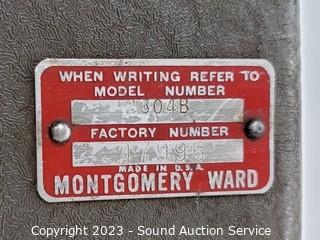 WHEN WRITING REFER TO
MODEL NUMBER
304B
FACTORY NUMBER
MADE IN U.S.A.
MONTGOMERY WARD
Copyright 2023 - Sound Auction Service